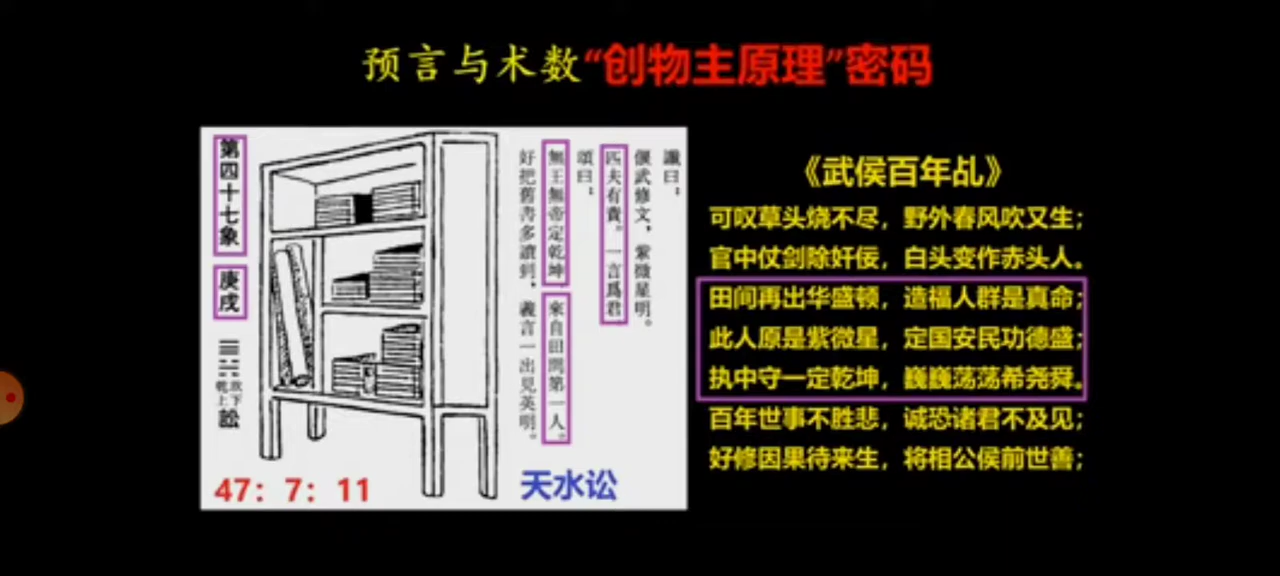 预言与术数“创物主原理”密码
第四十七象
庚戌
坎下
乾上
訟
讖曰：
偃武修文，紫微星明。
匹夫有責。一言爲君。
頌曰：
無王無帝定乾坤，來自田間第一人。
好把舊書多讀到，義言一出見英明。
47：7：11
天水讼
《武侯百年乩》
可叹草头烧不尽，野外春风吹又生；
官中仗剑除奸佞，白头变作赤头人。
田间再出华盛顿，造福人群是真命；
此人原是紫微星，定国安民功德盛；
执中守一定乾坤，巍巍荡荡希尧舜。
百年世事不胜悲，诚恐诸君不及见；
好修因果待来生，将相公侯前世善；